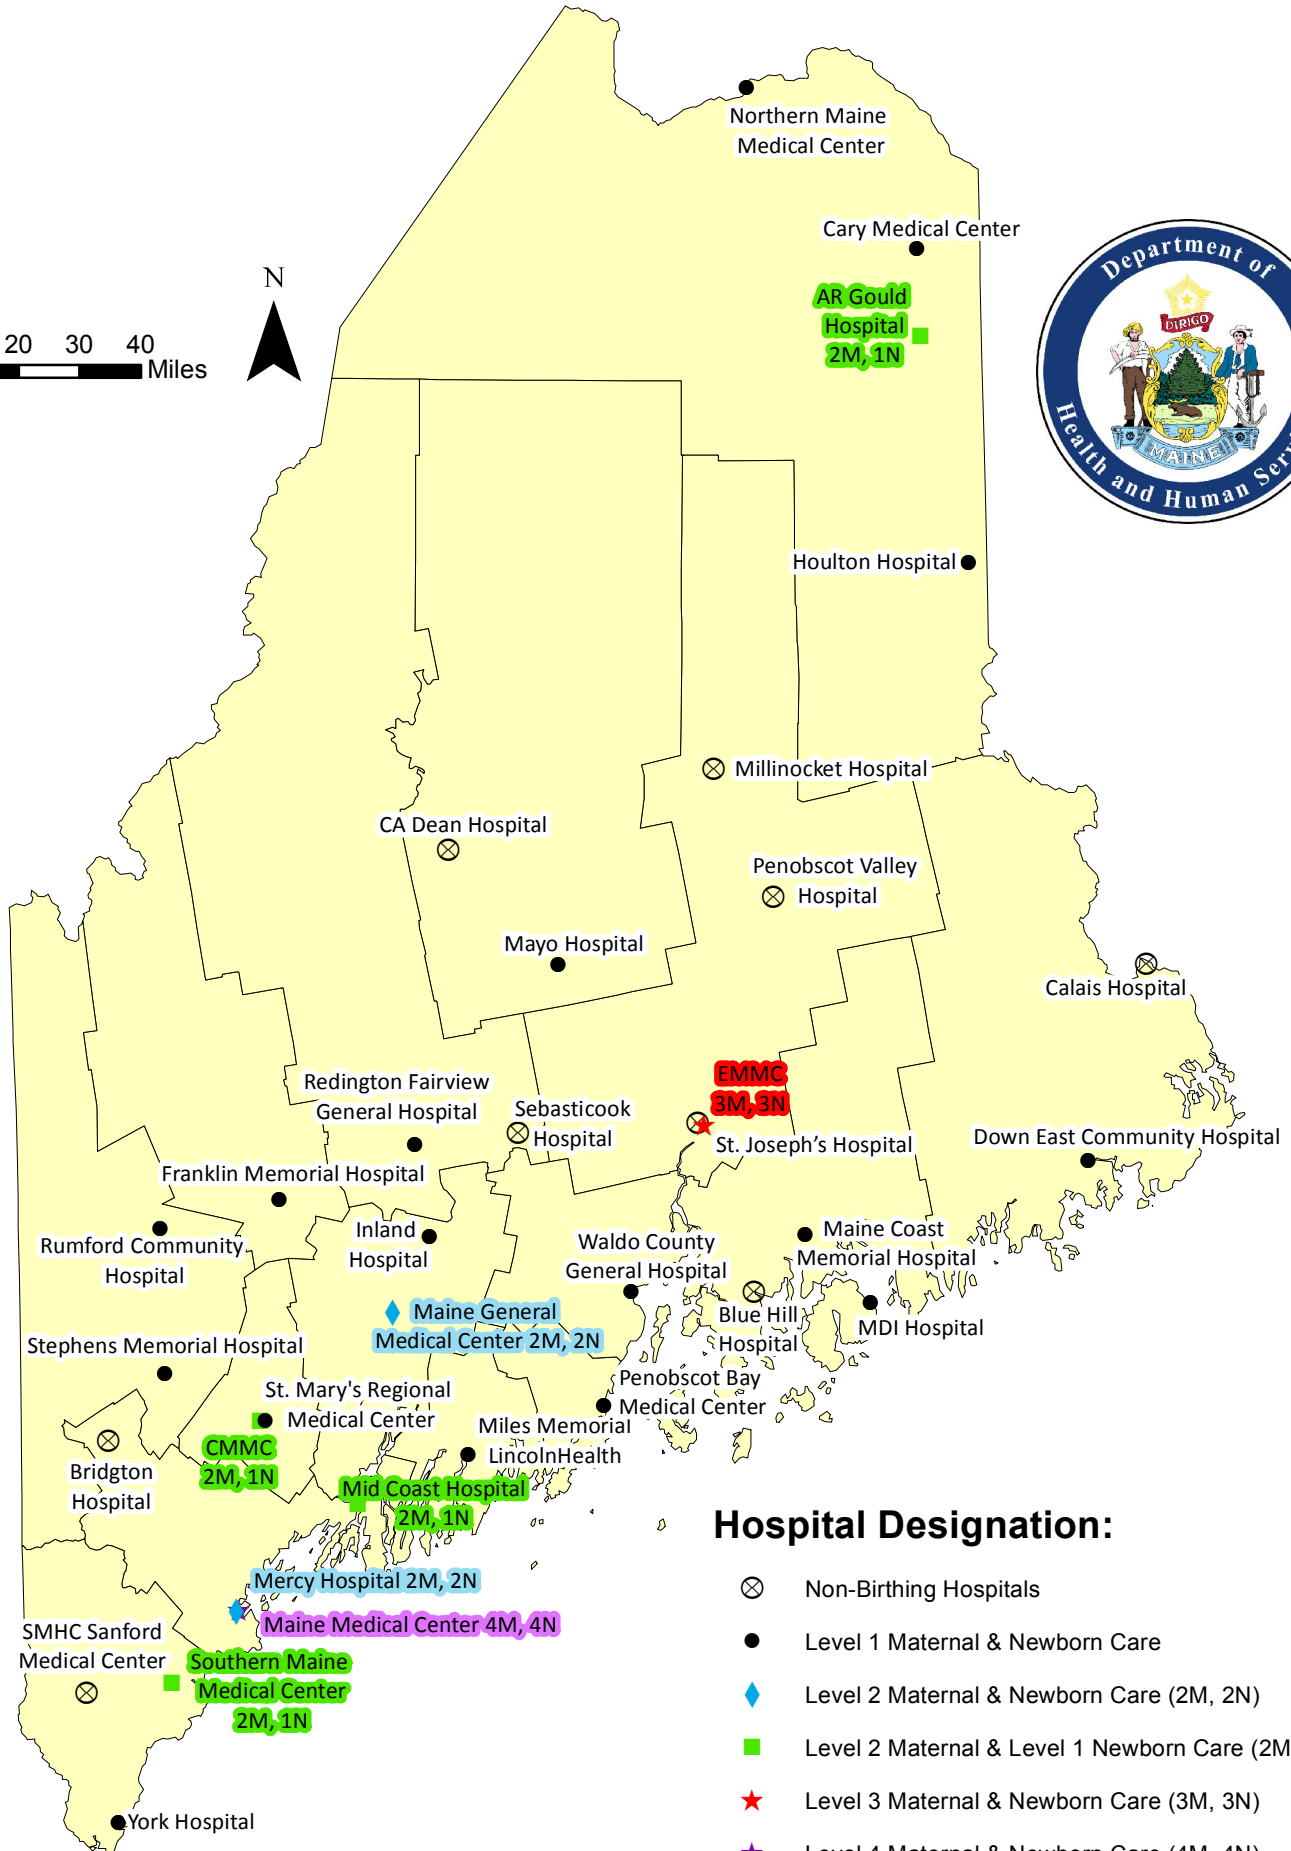 Northern Maine
Medical Center
Cary Medical Center
AR Gould
Hospital
2M, 1N
N
20 30 40
Miles
Department of
Health and Human
DIRIGO
MAINE
Houlton Hospital
Millinocket Hospital
CA Dean Hospital
Penobscot Valley
Hospital
Mayo Hospital
Calais Hospital
EMMC
3M, 3N
St. Joseph's Hospital
Redington Fairview
General Hospital
Sebasticook
Hospital
Down East Community Hospital
Franklin Memorial Hospital
Rumford Community
Hospital
Inland
Hospital
Waldo County
General Hospital
Maine Coast
Memorial Hospital
Blue Hill
Hospital
MDI Hospital
Maine General
Medical Center 2M, 2N
Stephens Memorial Hospital
St. Mary's Regional
Medical Center
Penobscot Bay
Medical Center
Miles Memorial
LincolnHealth
CMMC
2M, 1N
Bridgton
Hospital
Mid Coast Hospital
2M, 1N
Mercy Hospital 2M, 2N
Maine Medical Center 4M, 4N
SMHC Sanford
Medical Center
Southern Maine
Medical Center
2M, 1N
York Hospital
Hospital Designation:
Non-Birthing Hospitals
Level 1 Maternal & Newborn Care
Level 2 Maternal & Newborn Care (2M, 2N)
Level 2 Maternal & Level 1 Newborn Care (2M
Level 3 Maternal & Newborn Care (3M, 3N)
Level 4 Maternal & Newborn Care (4M, 4N)